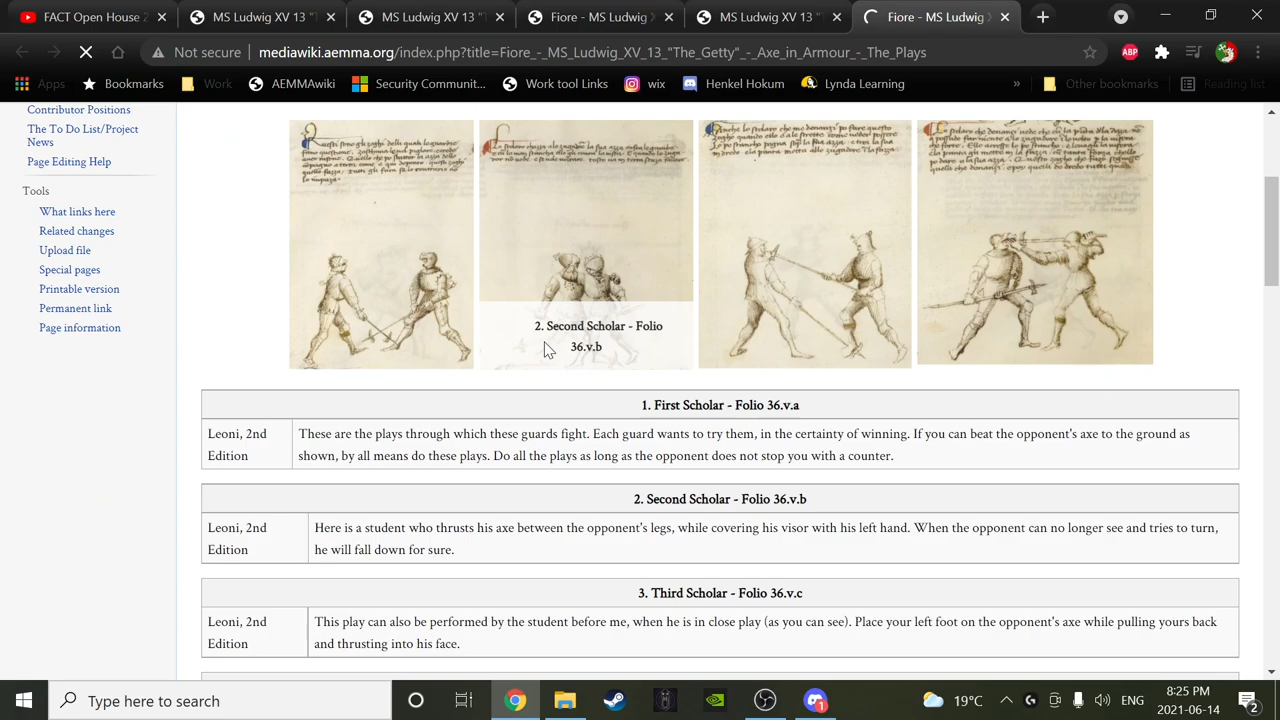 FACT Open House 2
MS Ludwig XV 13 "T
MS Ludwig XV 13 "T
Fiore - MS Ludwig X
MS Ludwig XV 13 "T
Fiore - MS Ludwig X
Not secure
mediawiki.aemma.org/index.php?title=Fiore_-_MS_Ludwig_XV_13_"The_Getty"_-_Axe_in_Armour_-_The_Plays
ABP
Apps
Bookmarks
Work
AEMMAwiki
Security Communit...
Work tool Links
wix
Henkel Hokum
Lynda Learning
»
Other bookmarks
Reading list
Contributor Positions
The To Do List/Project
News
Page Editing Help
Tools
What links here
Related changes
Upload file
Special pages
Printable version
Permanent link
Page information
2. Second Scholar - Folio
36.v.b
1. First Scholar - Folio 36.v.a
Leoni, 2nd
Edition
These are the plays through which these guards fight. Each guard wants to try them, in the certainty of winning. If you can beat the opponent's axe to the ground as
shown, by all means do these plays. Do all the plays as long as the opponent does not stop you with a counter.
2. Second Scholar - Folio 36.v.b
Leoni, 2nd
Edition
Here is a student who thrusts his axe between the opponent's legs, while covering his visor with his left hand. When the opponent can no longer see and tries to turn,
he will fall down for sure.
3. Third Scholar - Folio 36.v.c
Leoni, 2nd
Edition
This play can also be performed by the student before me, when he is in close play (as you can see). Place your left foot on the opponent's axe while pulling yours back
and thrusting into his face.
Type here to search
1
19°C
ENG
8:25 PM
2021-06-14
2